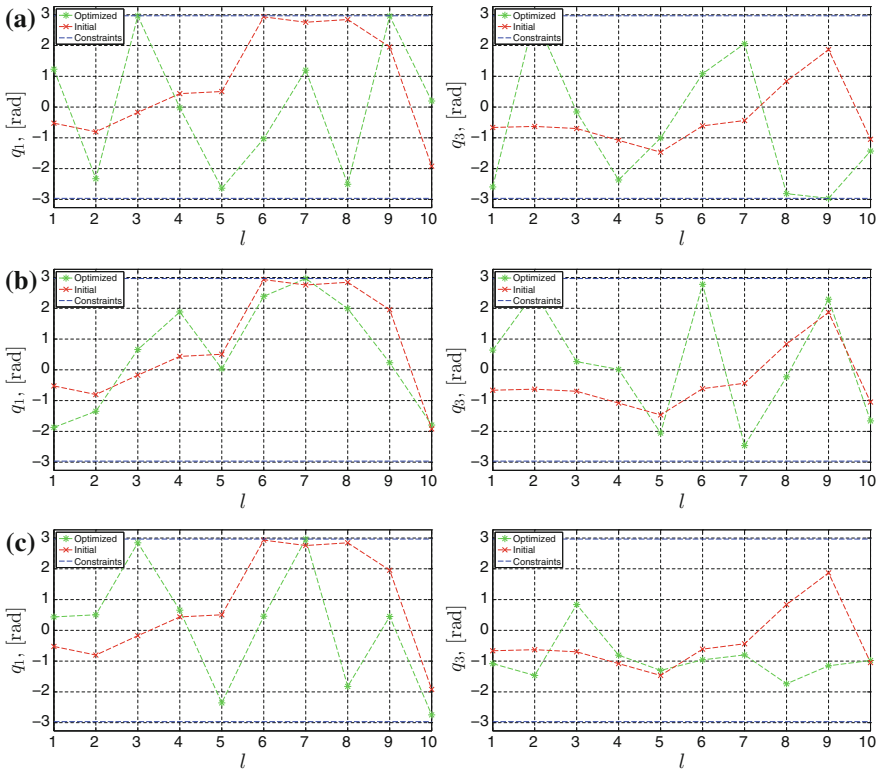 (a)
Optimized
Initial
Constraints
3
2
1
0
−1
−2
−3
q₁, [rad]
1 2 3 4 5 6 7 8 9 10
l
Optimized
Initial
Constraints
3
2
1
0
−1
−2
−3
q₃, [rad]
1 2 3 4 5 6 7 8 9 10
l
(b)
Optimized
Initial
Constraints
3
2
1
0
−1
−2
−3
q₁, [rad]
1 2 3 4 5 6 7 8 9 10
l
Optimized
Initial
Constraints
3
2
1
0
−1
−2
−3
q₃, [rad]
1 2 3 4 5 6 7 8 9 10
l
(c)
Optimized
Initial
Constraints
3
2
1
0
−1
−2
−3
q₁, [rad]
1 2 3 4 5 6 7 8 9 10
l
Optimized
Initial
Constraints
3
2
1
0
−1
−2
−3
q₃, [rad]
1 2 3 4 5 6 7 8 9 10
l